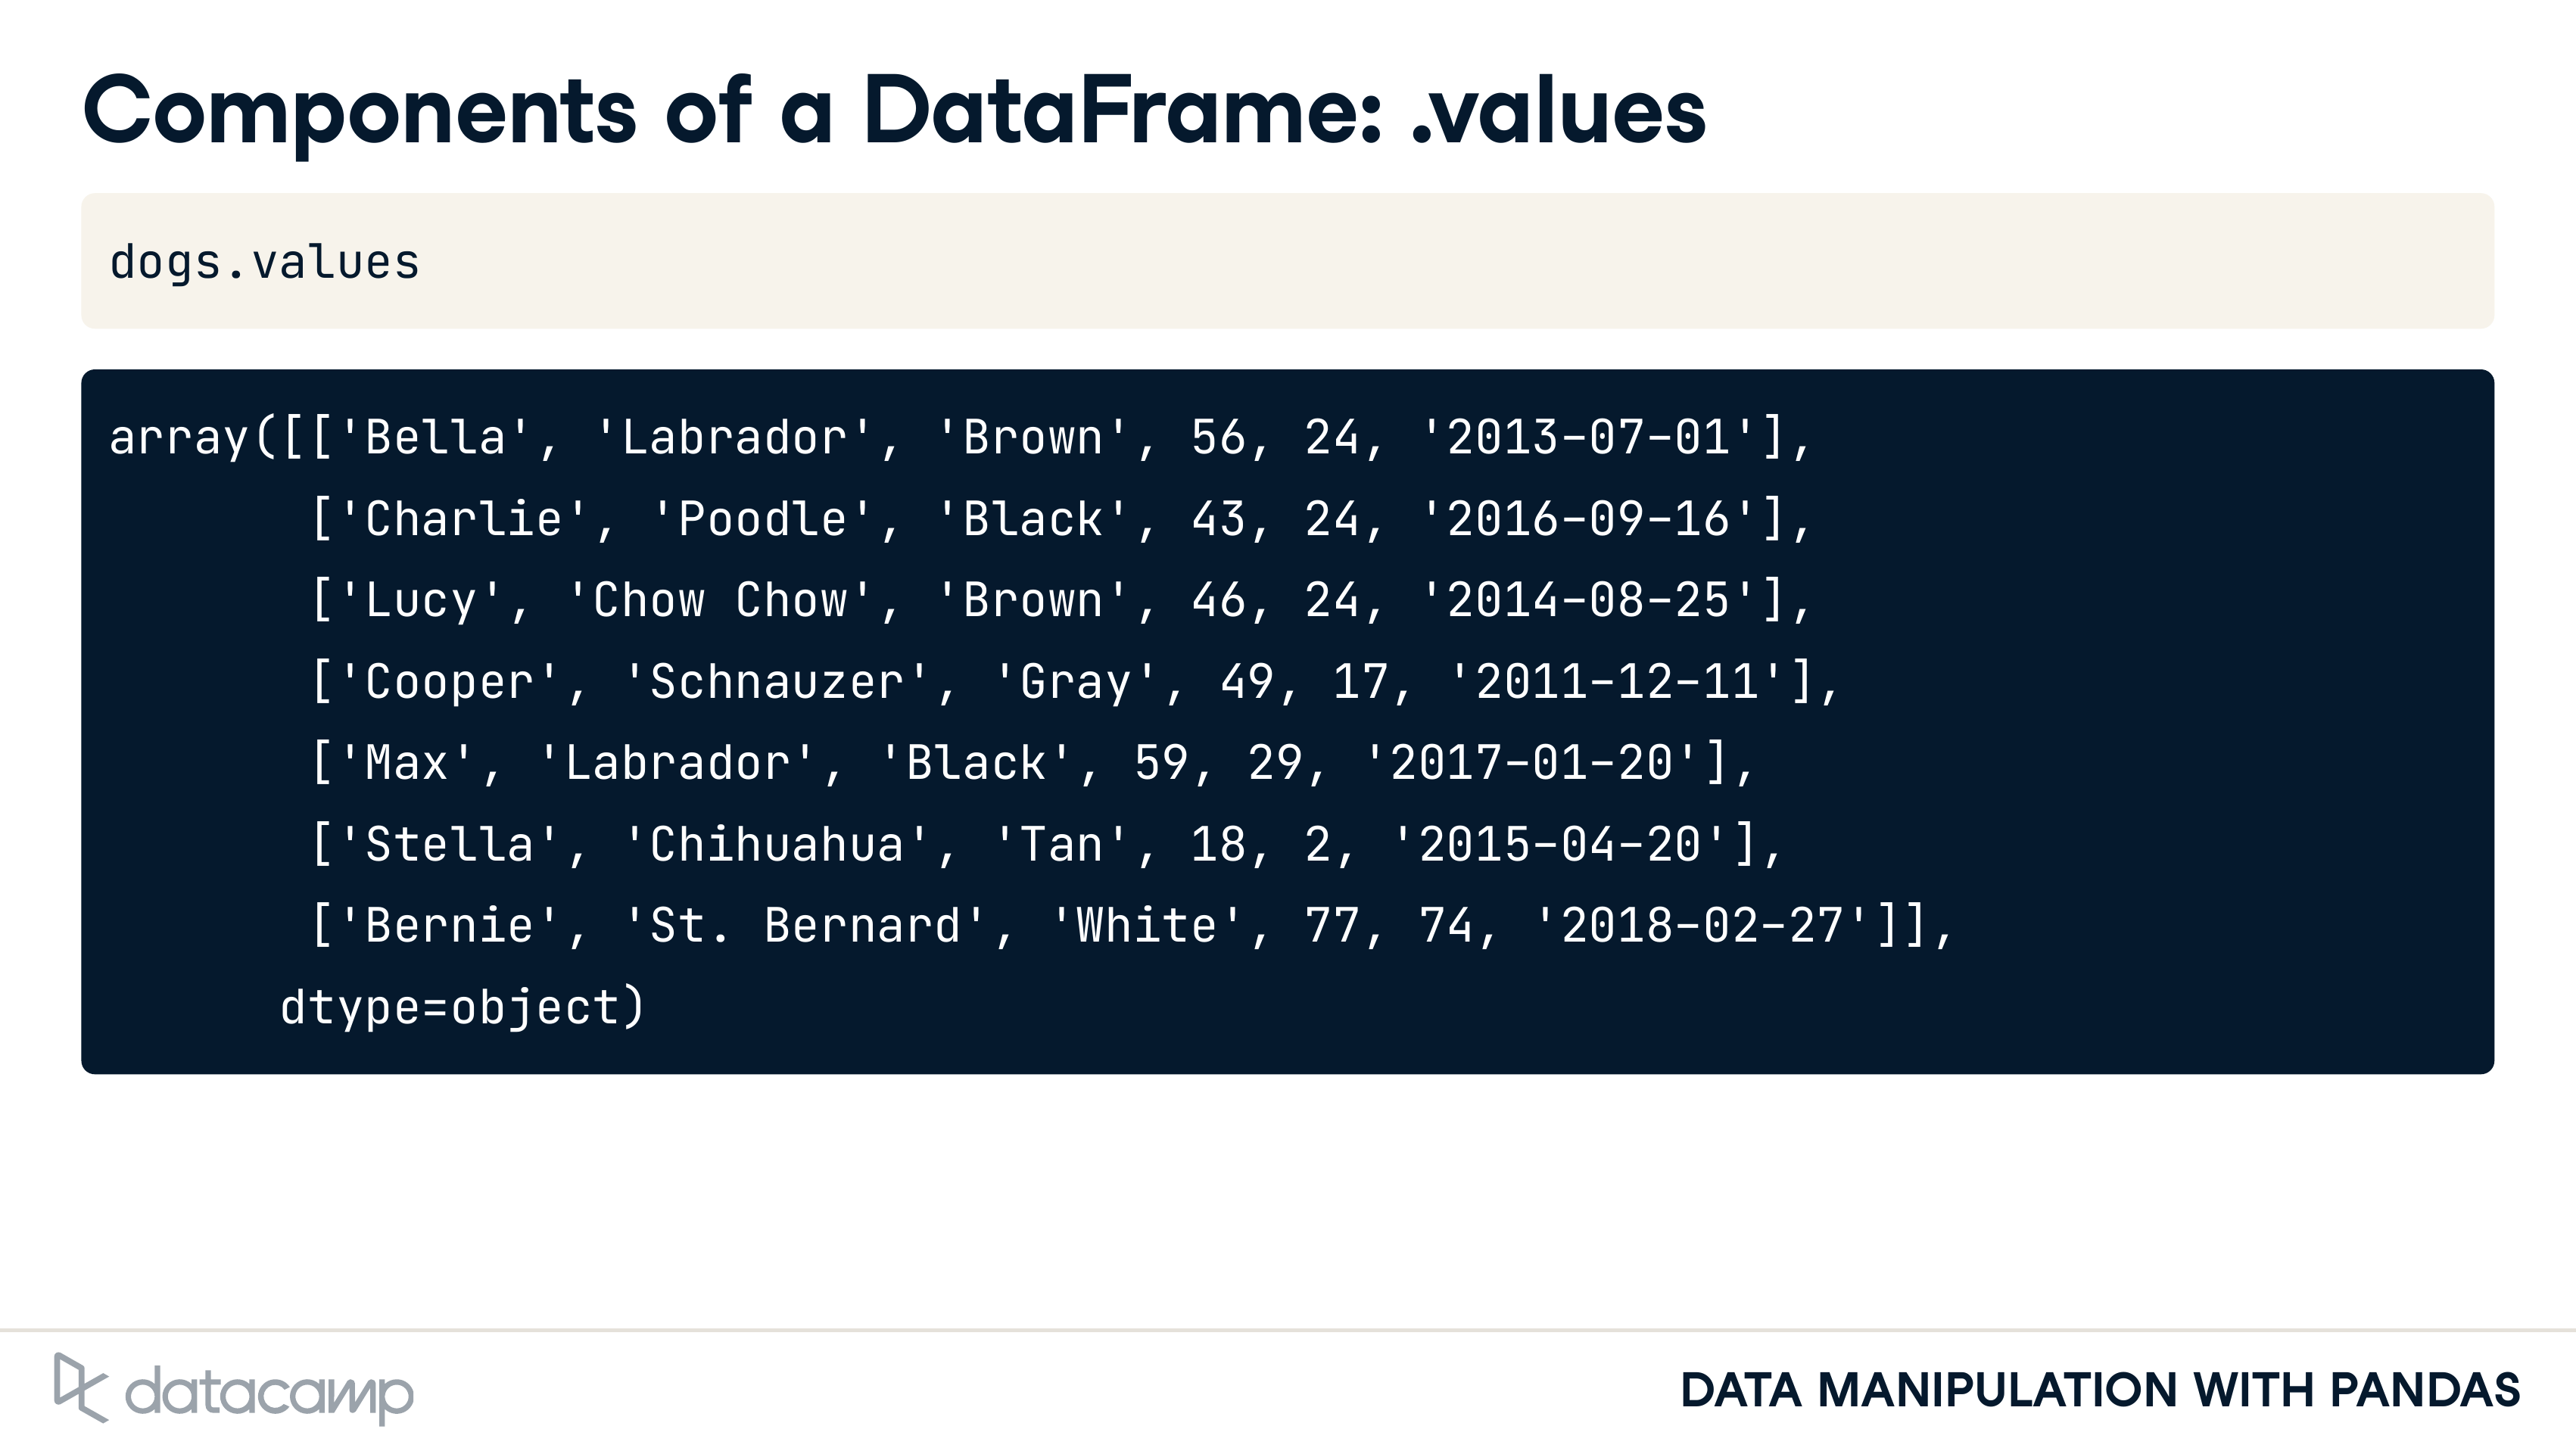 Components of a DataFrame: .values
dogs.values
array([['Bella', 'Labrador', 'Brown', 56, 24, '2013-07-01'],
['Charlie', 'Poodle', 'Black', 43, 24, '2016-09-16'],
['Lucy', 'Chow Chow', 'Brown', 46, 24, '2014-08-25'],
['Cooper', 'Schnauzer', 'Gray', 49, 17, '2011-12-11'],
['Max', 'Labrador', 'Black', 59, 29, '2017-01-20'],
['Stella', 'Chihuahua', 'Tan', 18, 2, '2015-04-20'],
['Bernie', 'St. Bernard', 'White', 77, 74, '2018-02-27']],
dtype=object)
datacamp
DATA MANIPULATION WITH PANDAS